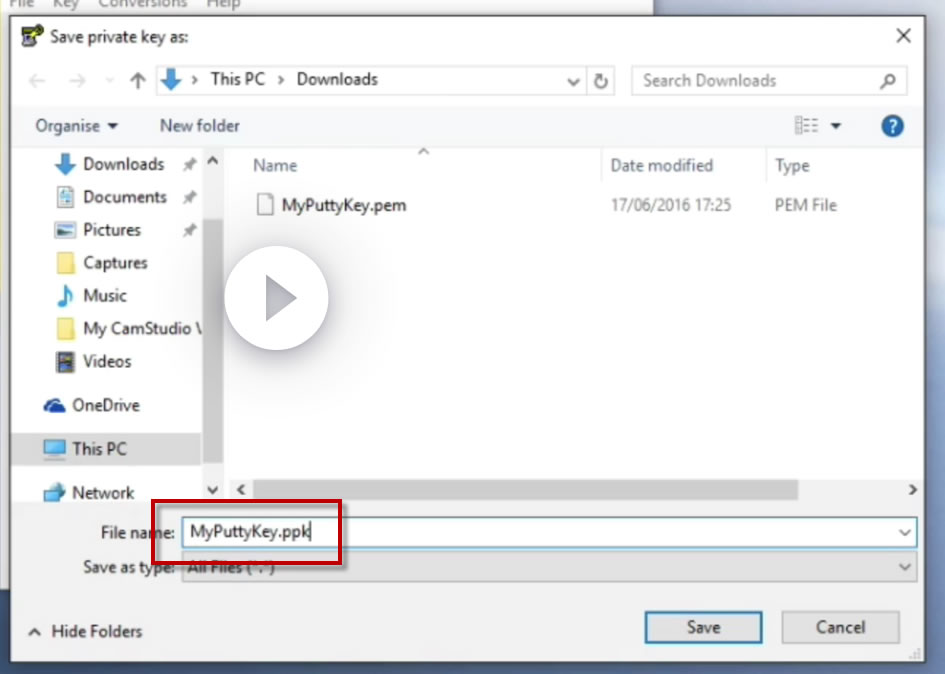 File Key Conversions Help
Save private key as:
This PC > Downloads
Search Downloads
Organise
New folder
Downloads
Documents
Pictures
Captures
Music
My CamStudio V
Videos
OneDrive
This PC
Network
Name Date modified Type
MyPuttyKey.pem 17/06/2016 17:25 PEM File
File name: MyPuttyKey.ppk
Save as type: All Files (*.*)
Hide Folders
Save
Cancel